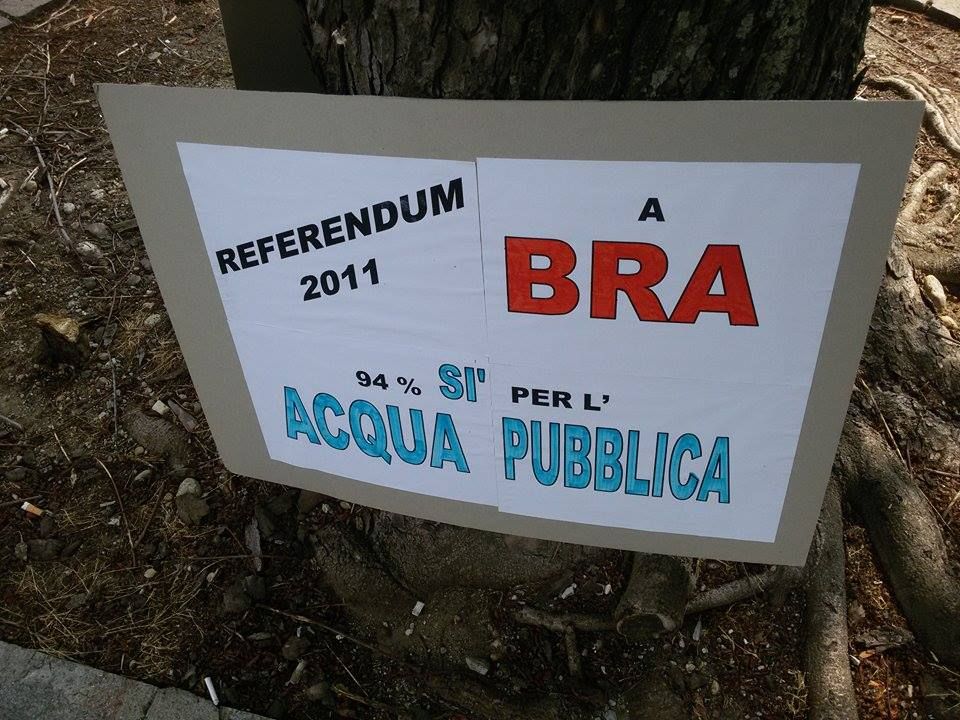 REFERENDUM
2011
A
BRA
94 % SI' PER L'
ACQUA PUBBLICA